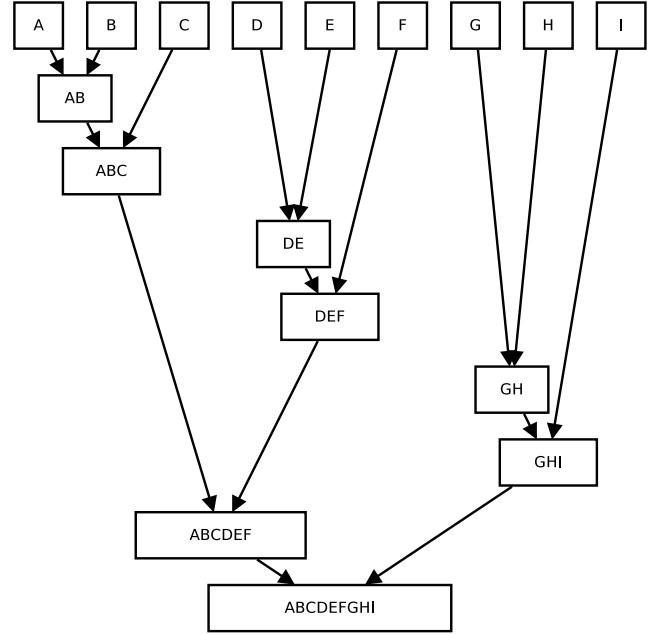 A B C D E F G H I
AB
ABC
DE
DEF
GH
GHI
ABCDEF
ABCDEFGHI